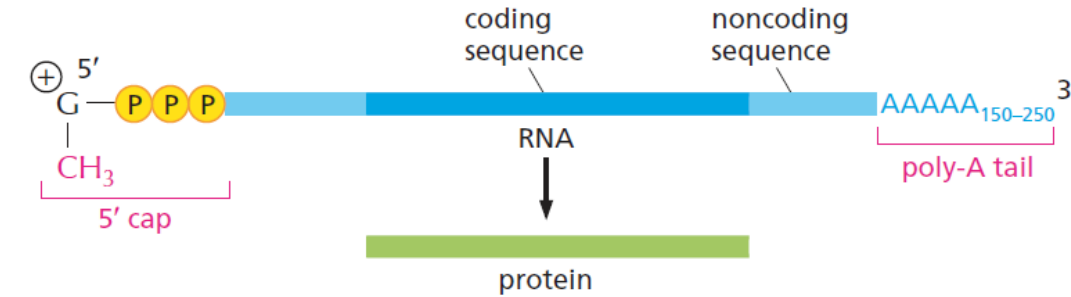 coding
sequence
noncoding
sequence
+
5′
G
P P P
AAAAA150–250
3
CH3
RNA
poly-A tail
5′ cap
protein